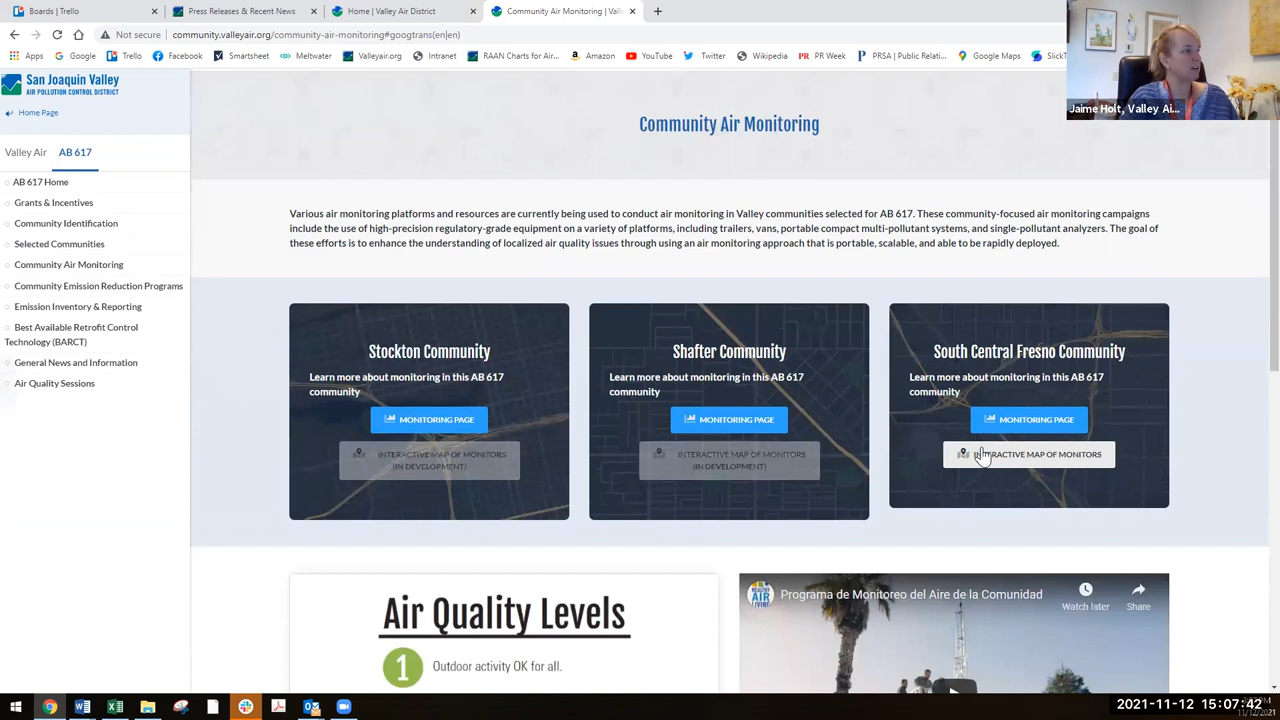 Boards | Trello
Press Releases & Recent News
Home | Valley Air District
Community Air Monitoring | Vall
Not secure
community.valleyair.org/community-air-monitoring#googtrans(en|en)
Apps
Google
Trello
Facebook
Smartsheet
Meltwater
Valleyair.org
Intranet
RAAN Charts for Air...
Amazon
YouTube
Twitter
Wikipedia
PR PR Week
PRSA | Public Relati...
Google Maps
San Joaquin Valley
AIR POLLUTION CONTROL DISTRICT
Home Page
Jaime Holt, Valley Ai...
Valley Air
AB 617
AB 617 Home
Grants & Incentives
Community Identification
Selected Communities
Community Air Monitoring
Community Emission Reduction Programs
Emission Inventory & Reporting
Best Available Retrofit Control
Technology (BARCT)
General News and Information
Air Quality Sessions
Community Air Monitoring
Various air monitoring platforms and resources are currently being used to conduct air monitoring in Valley communities selected for AB 617. These community-focused air monitoring campaigns
include the use of high-precision regulatory-grade equipment on a variety of platforms, including trailers, vans, portable compact multi-pollutant systems, and single-pollutant analyzers. The goal
of these efforts is to enhance the understanding of localized air quality issues through using an air monitoring approach that is portable, scalable, and able to be rapidly deployed.
Stockton Community
Learn more about monitoring in this AB 617
community
MONITORING PAGE
INTERACTIVE MAP OF MONITORS
(IN DEVELOPMENT)
Shafter Community
Learn more about monitoring in this AB 617
community
MONITORING PAGE
INTERACTIVE MAP OF MONITORS
(IN DEVELOPMENT)
South Central Fresno Community
Learn more about monitoring in this AB 617
community
MONITORING PAGE
INTERACTIVE MAP OF MONITORS
Air Quality Levels
1
Outdoor activity OK for all.
HEALTHY AIR LIVING
Programa de Monitoreo del Aire de la Comunidad
Watch later
Share
2021-11-12 15:07:42